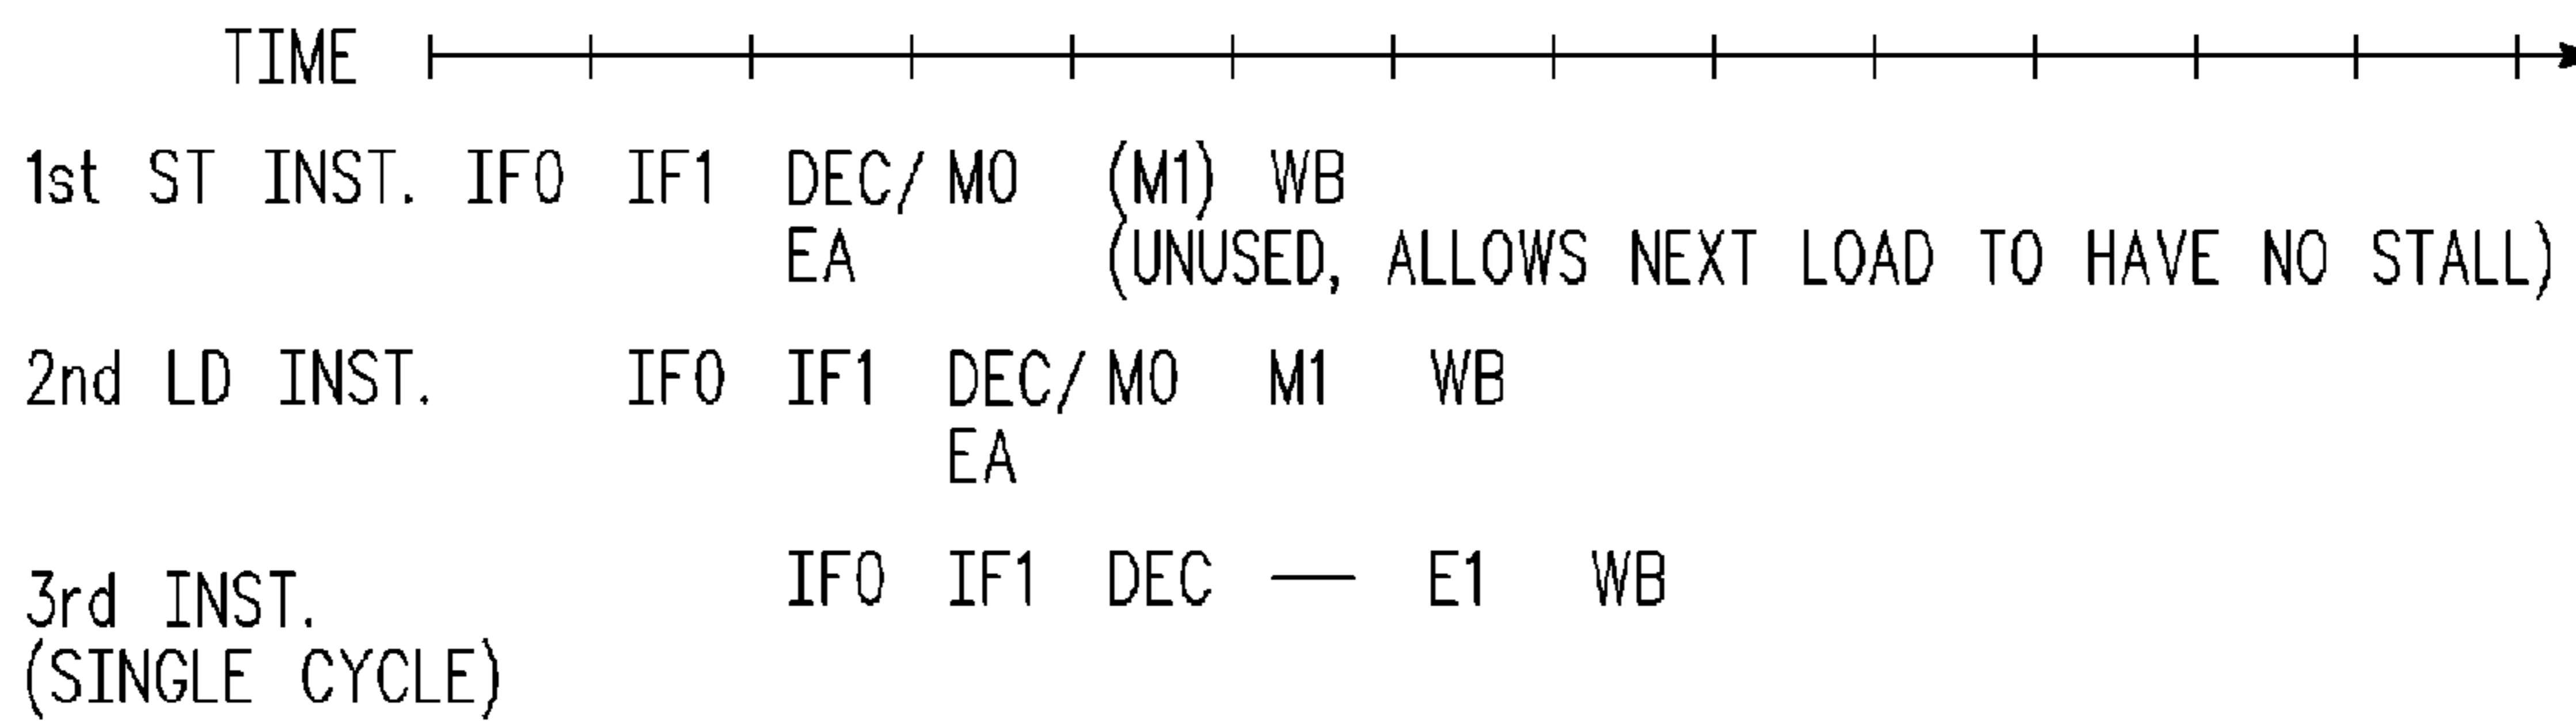 TIME
1st ST INST. IF0 IF1 DEC/ M0 (M1) WB
EA (UNUSED, ALLOWS NEXT LOAD TO HAVE NO STALL)
2nd LD INST. IF0 IF1 DEC/ M0 M1 WB
EA
3rd INST. IF0 IF1 DEC — E1 WB
(SINGLE CYCLE)